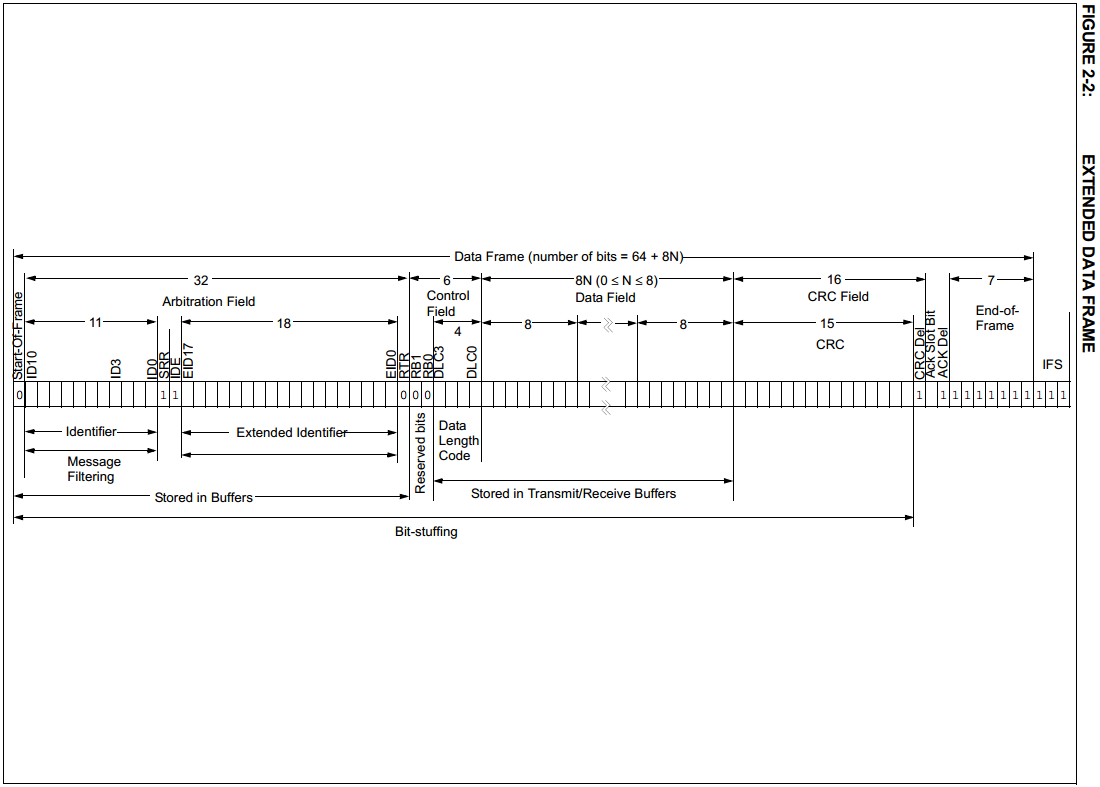 FIGURE 2-2: EXTENDED DATA FRAME
Data Frame (number of bits = 64 + 8N)
32
Arbitration Field
6
Control
Field
8N (0 ≤ N ≤ 8)
Data Field
16
CRC Field
7
End-of-
Frame
11
18
4
8
8
15
CRC
IFS
Start-Of-Frame
ID10
ID3
ID0
SRR
IDE
EID17
EID0
RTR
RB1
RB0
DLC3
DLC0
CRC Del
Ack Slot Bit
ACK Del
0 1 1 0 0 0 1 1 1 1 1 1 1 1 1 1 1 1
Identifier
Message
Filtering
Extended Identifier
Reserved bits
Data
Length
Code
Stored in Buffers
Stored in Transmit/Receive Buffers
Bit-stuffing